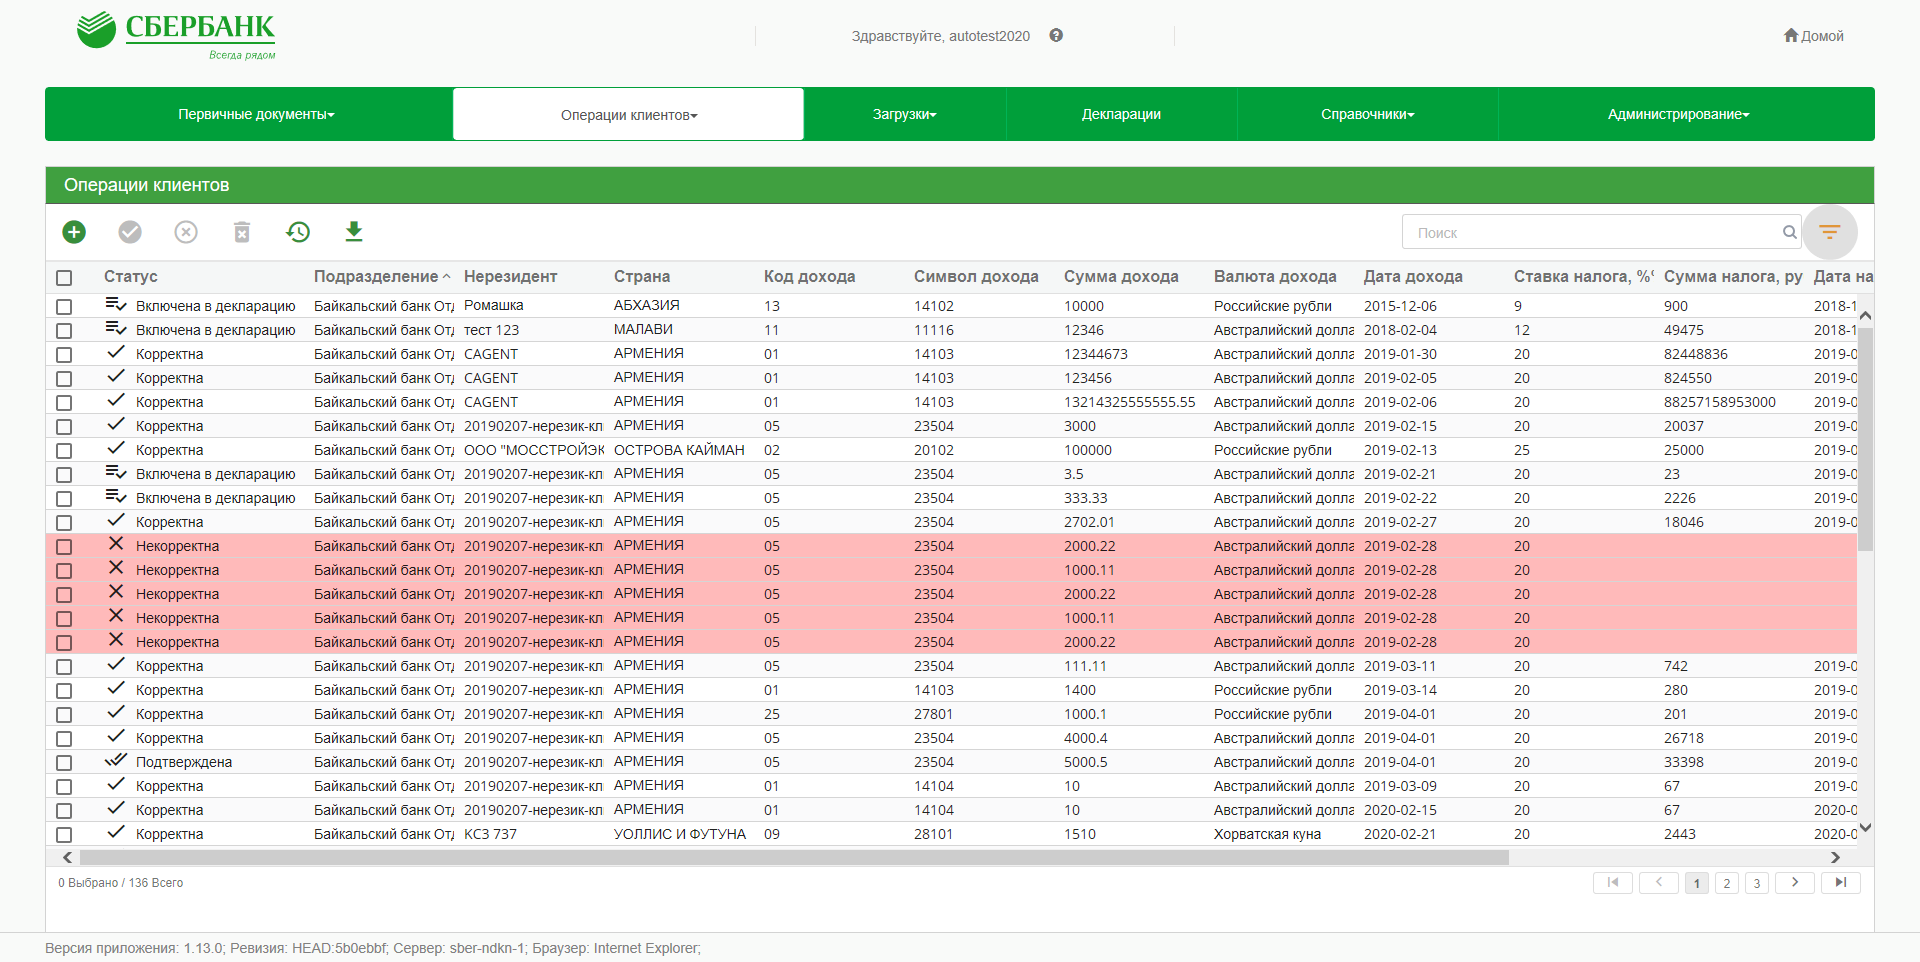 СБЕРБАНК
Всегда рядом
Здравствуйте, autotest2020
Домой
Первичные документы Операции клиентов Загрузки Декларации Справочники Администрирование
Операции клиентов
Поиск
Статус Подразделение Нерезидент Страна Код дохода Символ дохода Сумма дохода Валюта дохода Дата дохода Ставка налога, % Сумма налога, ру Дата на
Включена в декларацию Байкальский банк Отд Ромашка АБХАЗИЯ 13 14102 10000 Российские рубли 2015-12-06 9 900 2018-1
Включена в декларацию Байкальский банк Отд тест 123 МАЛАВИ 11 11116 12346 Австралийский долла 2018-02-04 12 49475 2018-1
Корректна Байкальский банк Отд CAGENT АРМЕНИЯ 01 14103 12344673 Австралийский долла 2019-01-30 20 82448836 2019-0
Корректна Байкальский банк Отд CAGENT АРМЕНИЯ 01 14103 123456 Австралийский долла 2019-02-05 20 824550 2019-0
Корректна Байкальский банк Отд CAGENT АРМЕНИЯ 01 14103 13214325555555.55 Австралийский долла 2019-02-06 20 88257158953000 2019-0
Корректна Байкальский банк Отд 20190207-нерезик-кл АРМЕНИЯ 05 23504 3000 Австралийский долла 2019-02-15 20 20037 2019-0
Корректна Байкальский банк Отд ООО "МОССТРОЙЭК ОСТРОВА КАЙМАН 02 20102 100000 Российские рубли 2019-02-13 25 25000 2019-0
Включена в декларацию Байкальский банк Отд 20190207-нерезик-кл АРМЕНИЯ 05 23504 3.5 Австралийский долла 2019-02-21 20 23 2019-0
Включена в декларацию Байкальский банк Отд 20190207-нерезик-кл АРМЕНИЯ 05 23504 333.33 Австралийский долла 2019-02-22 20 2226 2019-0
Корректна Байкальский банк Отд 20190207-нерезик-кл АРМЕНИЯ 05 23504 2702.01 Австралийский долла 2019-02-27 20 18046 2019-0
Некорректна Байкальский банк Отд 20190207-нерезик-кл АРМЕНИЯ 05 23504 2000.22 Австралийский долла 2019-02-28 20
Некорректна Байкальский банк Отд 20190207-нерезик-кл АРМЕНИЯ 05 23504 1000.11 Австралийский долла 2019-02-28 20
Некорректна Байкальский банк Отд 20190207-нерезик-кл АРМЕНИЯ 05 23504 2000.22 Австралийский долла 2019-02-28 20
Некорректна Байкальский банк Отд 20190207-нерезик-кл АРМЕНИЯ 05 23504 1000.11 Австралийский долла 2019-02-28 20
Некорректна Байкальский банк Отд 20190207-нерезик-кл АРМЕНИЯ 05 23504 2000.22 Австралийский долла 2019-02-28 20
Корректна Байкальский банк Отд 20190207-нерезик-кл АРМЕНИЯ 05 23504 111.11 Австралийский долла 2019-03-11 20 742 2019-0
Корректна Байкальский банк Отд 20190207-нерезик-кл АРМЕНИЯ 01 14103 1400 Российские рубли 2019-03-14 20 280 2019-0
Корректна Байкальский банк Отд 20190207-нерезик-кл АРМЕНИЯ 25 27801 1000.1 Российские рубли 2019-04-01 20 201 2019-0
Корректна Байкальский банк Отд 20190207-нерезик-кл АРМЕНИЯ 05 23504 4000.4 Австралийский долла 2019-04-01 20 26718 2019-0
Подтверждена Байкальский банк Отд 20190207-нерезик-кл АРМЕНИЯ 05 23504 5000.5 Австралийский долла 2019-04-01 20 33398 2019-0
Корректна Байкальский банк Отд 20190207-нерезик-кл АРМЕНИЯ 01 14104 10 Австралийский долла 2019-03-09 20 67 2019-0
Корректна Байкальский банк Отд 20190207-нерезик-кл АРМЕНИЯ 01 14104 10 Австралийский долла 2020-02-15 20 67 2020-0
Корректна Байкальский банк Отд КСЗ 737 УОЛЛИС И ФУТУНА 09 28101 1510 Хорватская куна 2020-02-21 20 2443 2020-0
0 Выбрано / 136 Всего
1 2 3
Версия приложения: 1.13.0; Ревизия: HEAD:5b0ebbf; Сервер: sber-ndkn-1; Браузер: Internet Explorer;